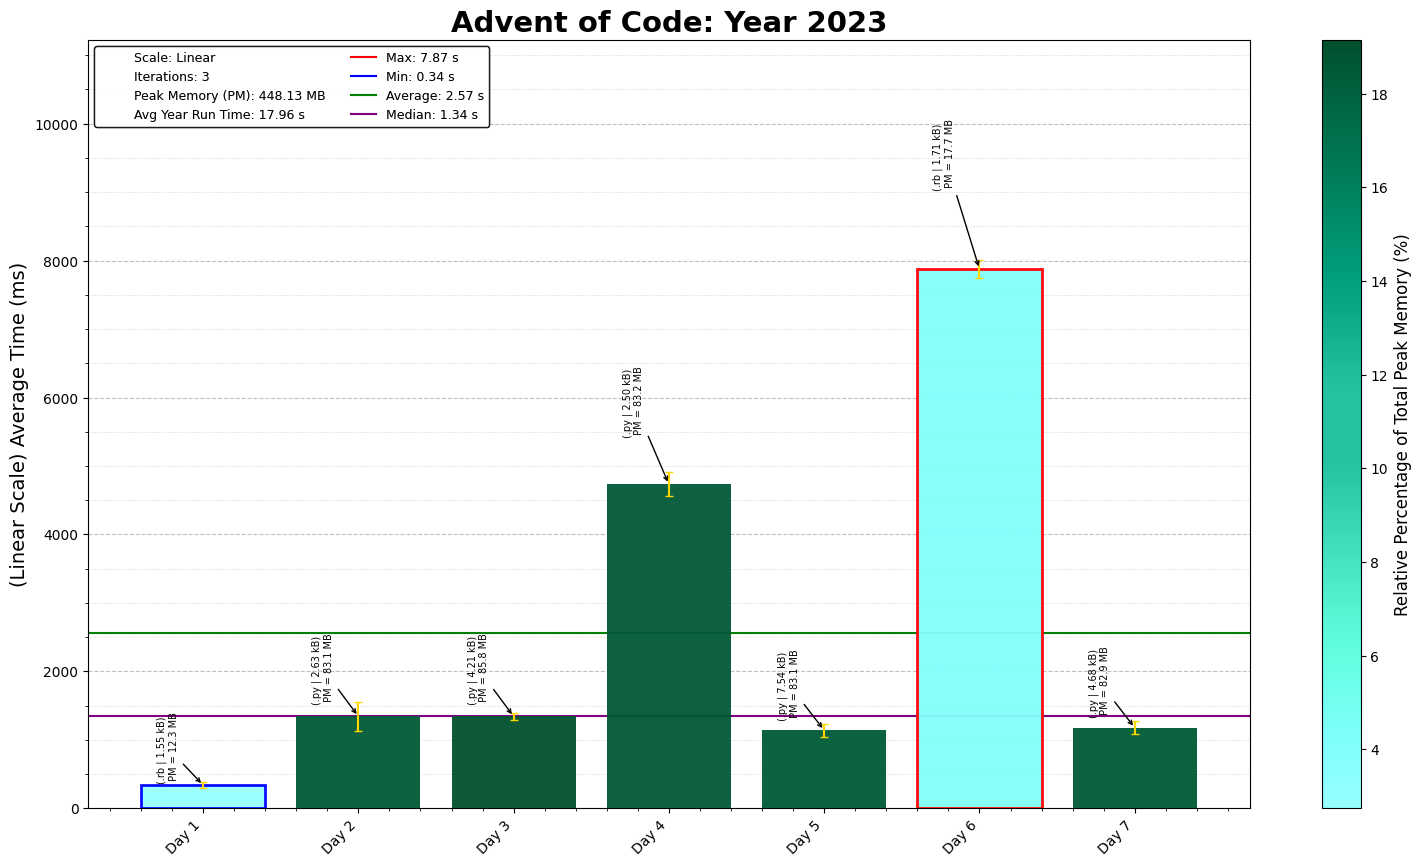 Advent of Code: Year 2023
Scale: Linear
Iterations: 3
Peak Memory (PM): 448.13 MB
Avg Year Run Time: 17.96 s
Max: 7.87 s
Min: 0.34 s
Average: 2.57 s
Median: 1.34 s
(Linear Scale) Average Time (ms)
10000
8000
6000
4000
2000
0
(.rb | 1.55 kB)
PM = 12.3 MB
(.py | 2.63 kB)
PM = 83.1 MB
(.py | 4.21 kB)
PM = 85.8 MB
(.py | 2.50 kB)
PM = 83.2 MB
(.py | 7.54 kB)
PM = 83.1 MB
(.rb | 1.71 kB)
PM = 17.7 MB
(.py | 4.68 kB)
PM = 82.9 MB
Day 1
Day 2
Day 3
Day 4
Day 5
Day 6
Day 7
18
16
14
12
10
8
6
4
Relative Percentage of Total Peak Memory (%)